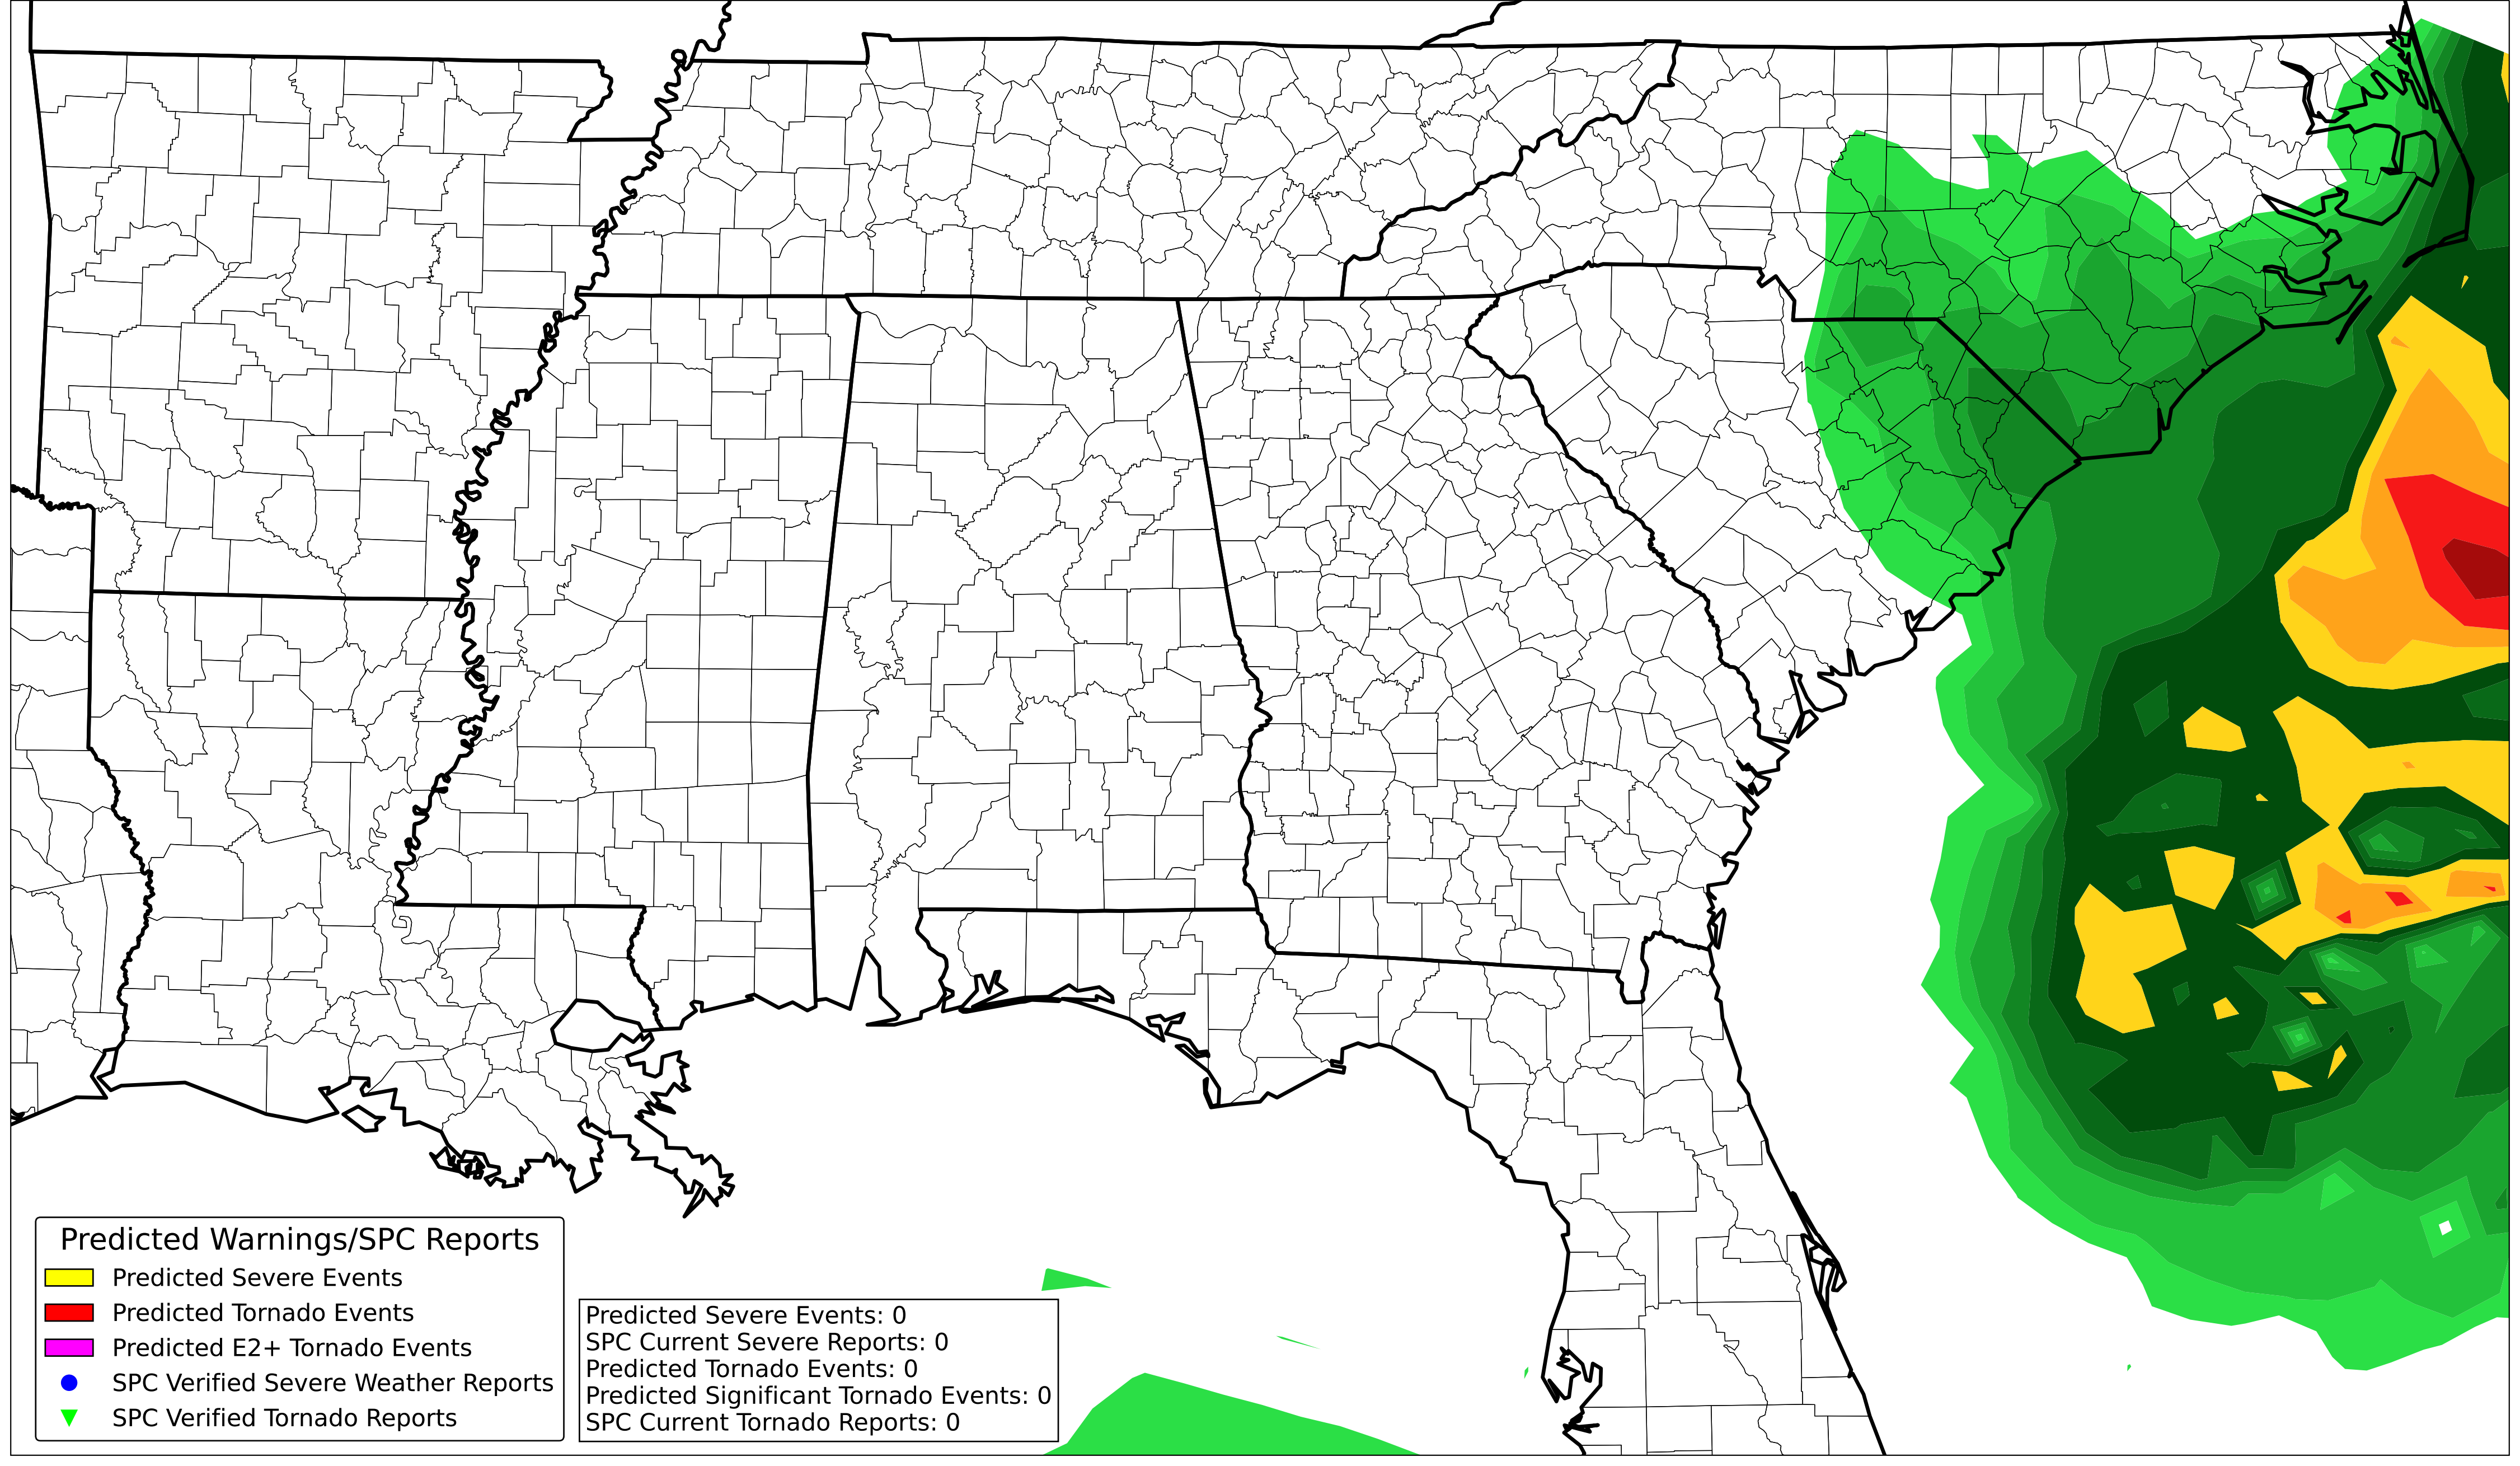 Predicted Warnings/SPC Reports
Predicted Severe Events
Predicted Tornado Events
Predicted E2+ Tornado Events
SPC Verified Severe Weather Reports
SPC Verified Tornado Reports
Predicted Severe Events: 0
SPC Current Severe Reports: 0
Predicted Tornado Events: 0
Predicted Significant Tornado Events: 0
SPC Current Tornado Reports: 0